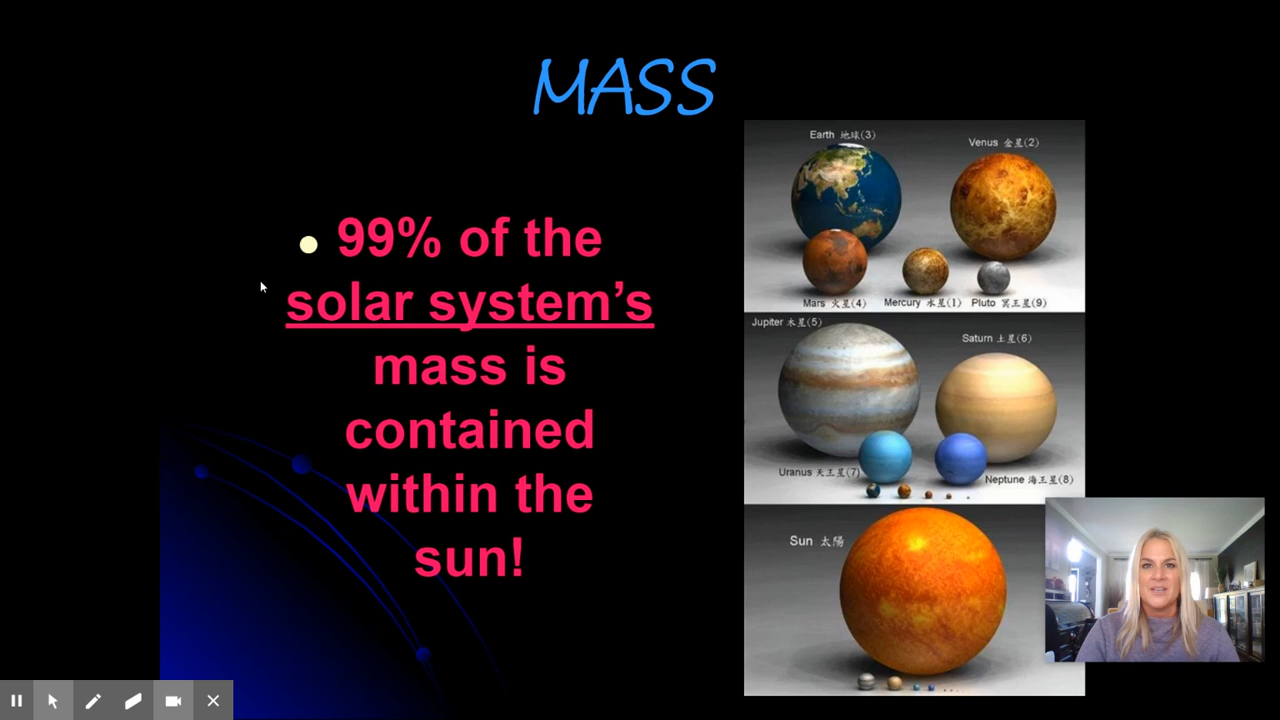 MASS
99% of the
solar system’s
mass is
contained
within the
sun!
Earth 地球(3)
Venus 金星(2)
Mars 火星(4)
Mercury 水星(1)
Pluto 冥王星(9)
Jupiter 木星(5)
Saturn 土星(6)
Uranus 天王星(7)
Neptune 海王星(8)
Sun 太陽